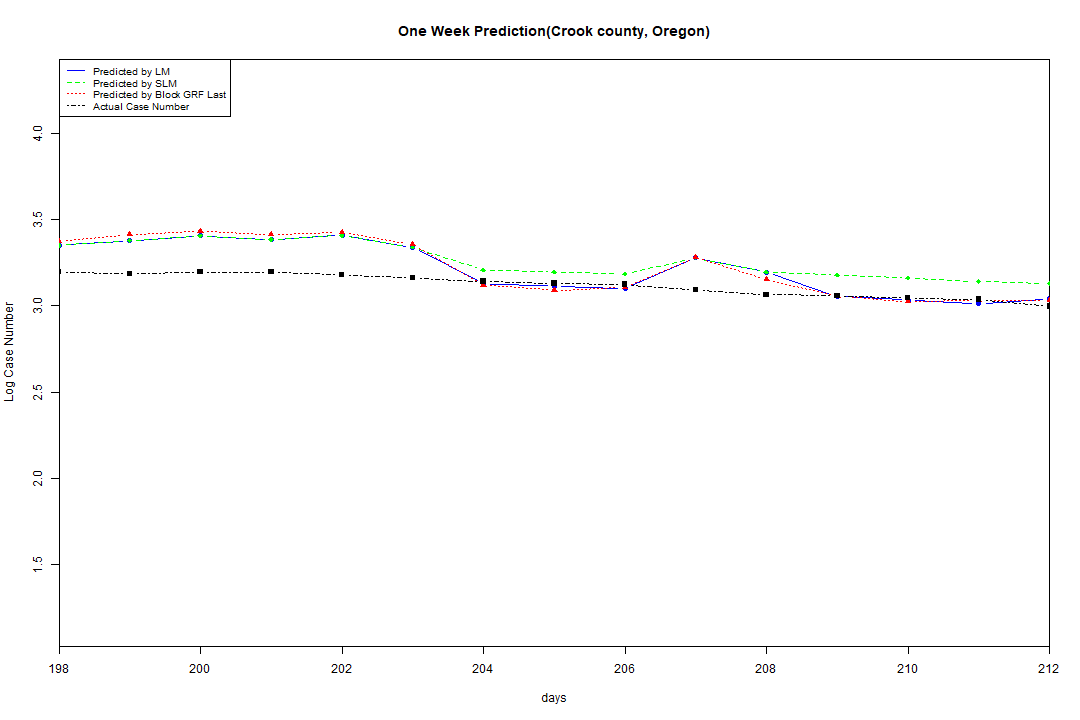 One Week Prediction(Crook county, Oregon)
Predicted by LM
Predicted by SLM
Predicted by Block GRF Last
Actual Case Number
4.0
3.5
3.0
2.5
2.0
1.5
Log Case Number
198 200 202 204 206 208 210 212
days